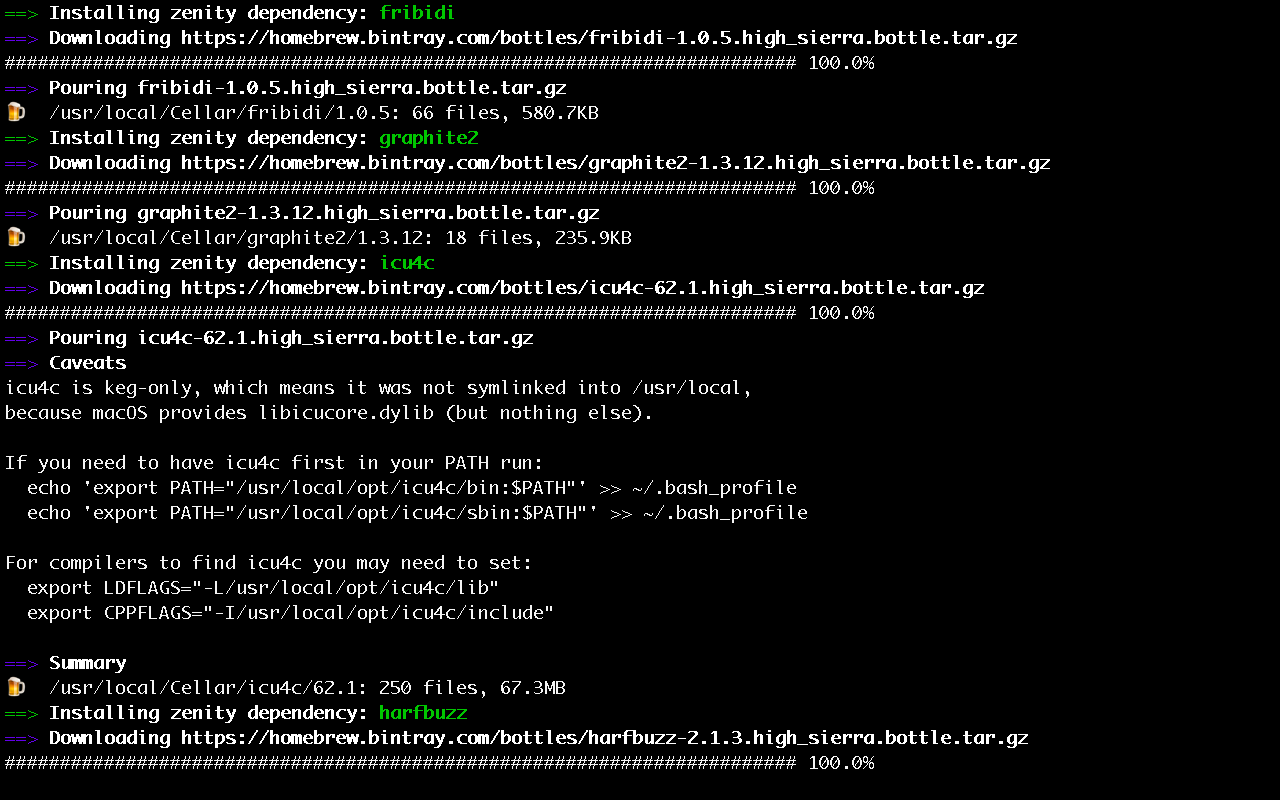 ==> Installing zenity dependency: fribidi
==> Downloading https://homebrew.bintray.com/bottles/fribidi-1.0.5.high_sierra.bottle.tar.gz
######################################################################## 100.0%
==> Pouring fribidi-1.0.5.high_sierra.bottle.tar.gz
🍺  /usr/local/Cellar/fribidi/1.0.5: 66 files, 580.7KB
==> Installing zenity dependency: graphite2
==> Downloading https://homebrew.bintray.com/bottles/graphite2-1.3.12.high_sierra.bottle.tar.gz
######################################################################## 100.0%
==> Pouring graphite2-1.3.12.high_sierra.bottle.tar.gz
🍺  /usr/local/Cellar/graphite2/1.3.12: 18 files, 235.9KB
==> Installing zenity dependency: icu4c
==> Downloading https://homebrew.bintray.com/bottles/icu4c-62.1.high_sierra.bottle.tar.gz
######################################################################## 100.0%
==> Pouring icu4c-62.1.high_sierra.bottle.tar.gz
==> Caveats
icu4c is keg-only, which means it was not symlinked into /usr/local,
because macOS provides libicucore.dylib (but nothing else).

If you need to have icu4c first in your PATH run:
  echo 'export PATH="/usr/local/opt/icu4c/bin:$PATH"' >> ~/.bash_profile
  echo 'export PATH="/usr/local/opt/icu4c/sbin:$PATH"' >> ~/.bash_profile

For compilers to find icu4c you may need to set:
  export LDFLAGS="-L/usr/local/opt/icu4c/lib"
  export CPPFLAGS="-I/usr/local/opt/icu4c/include"

==> Summary
🍺  /usr/local/Cellar/icu4c/62.1: 250 files, 67.3MB
==> Installing zenity dependency: harfbuzz
==> Downloading https://homebrew.bintray.com/bottles/harfbuzz-2.1.3.high_sierra.bottle.tar.gz
######################################################################## 100.0%